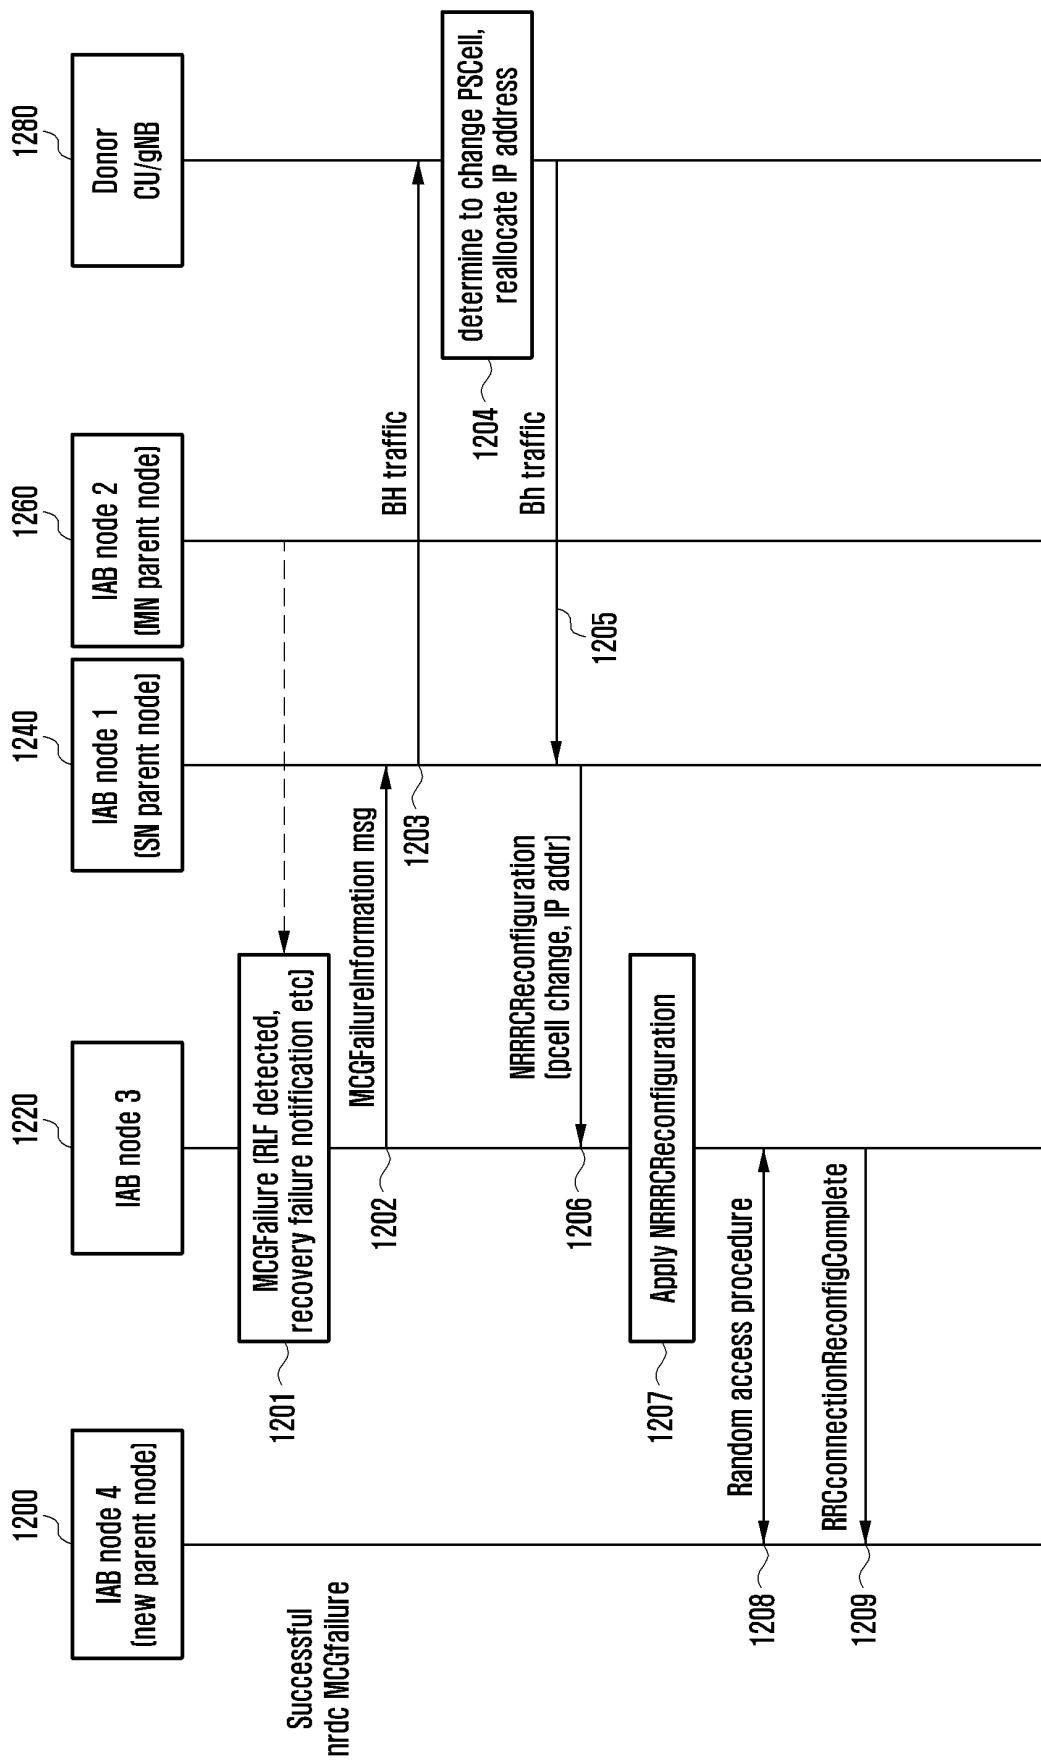 1200
IAB node 4
(new parent node)
1220
IAB node 3
1240
IAB node 1
(SN parent node)
1260
IAB node 2
(MN parent node)
1280
Donor
CU/gNB
Successful
nrdc MCGfailure
1201
MCGFailure (RLF detected,
recovery failure notification etc)
1202
MCGFailureInformation msg
1203
BH traffic
1204
determine to change PSCell,
reallocate IP address
1205
Bh traffic
1206
NRRRCReconfiguration
(pcell change, IP addr)
1207
Apply NRRRCReconfiguration
1208
Random access procedure
1209
RRCconnectionReconfigComplete